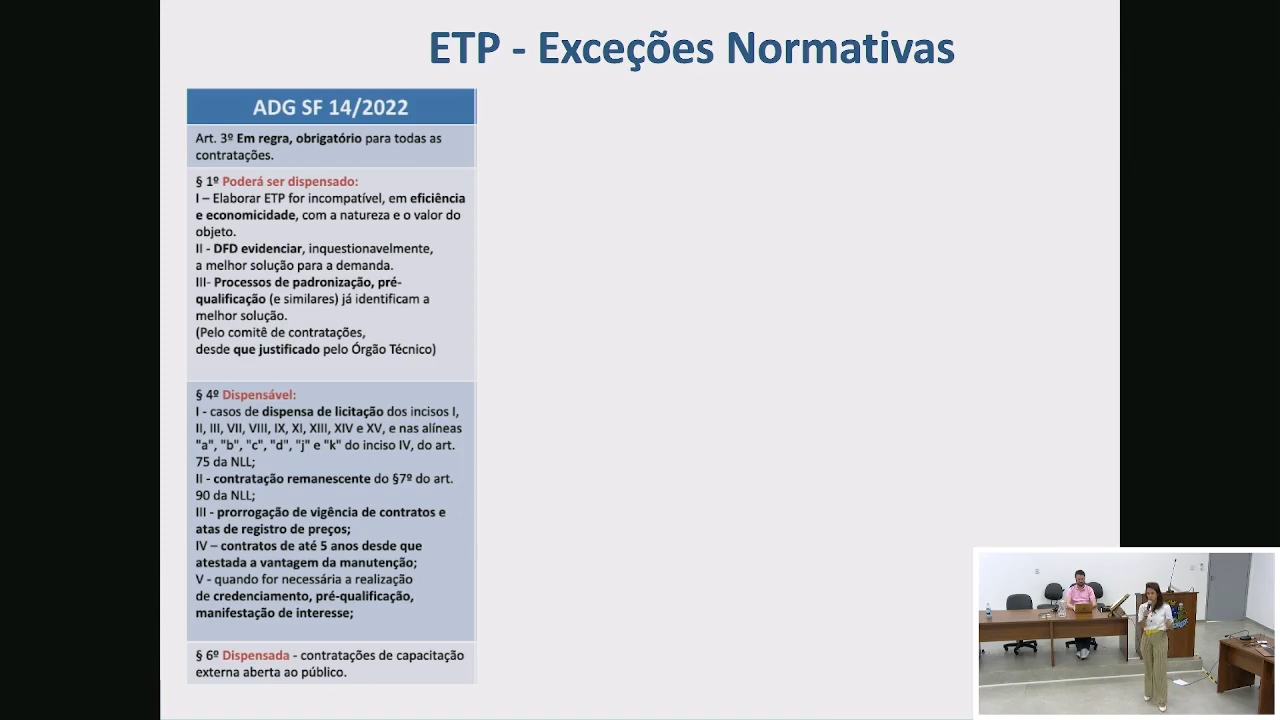 ETP - Exceções Normativas
ADG SF 14/2022
Art. 3º Em regra, obrigatório para todas as
contratações.
§ 1º Poderá ser dispensado:
I – Elaborar ETP for incompatível, em eficiência
e economicidade, com a natureza e o valor do
objeto.
II - DFD evidenciar, inquestionavelmente,
a melhor solução para a demanda.
III- Processos de padronização, pré-
qualificação (e similares) já identificam a
melhor solução.
(Pelo comitê de contratações,
desde que justificado pelo Órgão Técnico)
§ 4º Dispensável:
I - casos de dispensa de licitação dos incisos I,
II, III, VII, VIII, IX, XI, XIII, XIV e XV, e nas alíneas
"a", "b", "c", "d", "j" e "k" do inciso IV, do art.
75 da NLL;
II - contratação remanescente do §7º do art.
90 da NLL;
III - prorrogação de vigência de contratos e
atas de registro de preços;
IV – contratos de até 5 anos desde que
atestada a vantagem da manutenção;
V - quando for necessária a realização
de credenciamento, pré-qualificação,
manifestação de interesse;
§ 6º Dispensada - contratações de capacitação
externa aberta ao público.